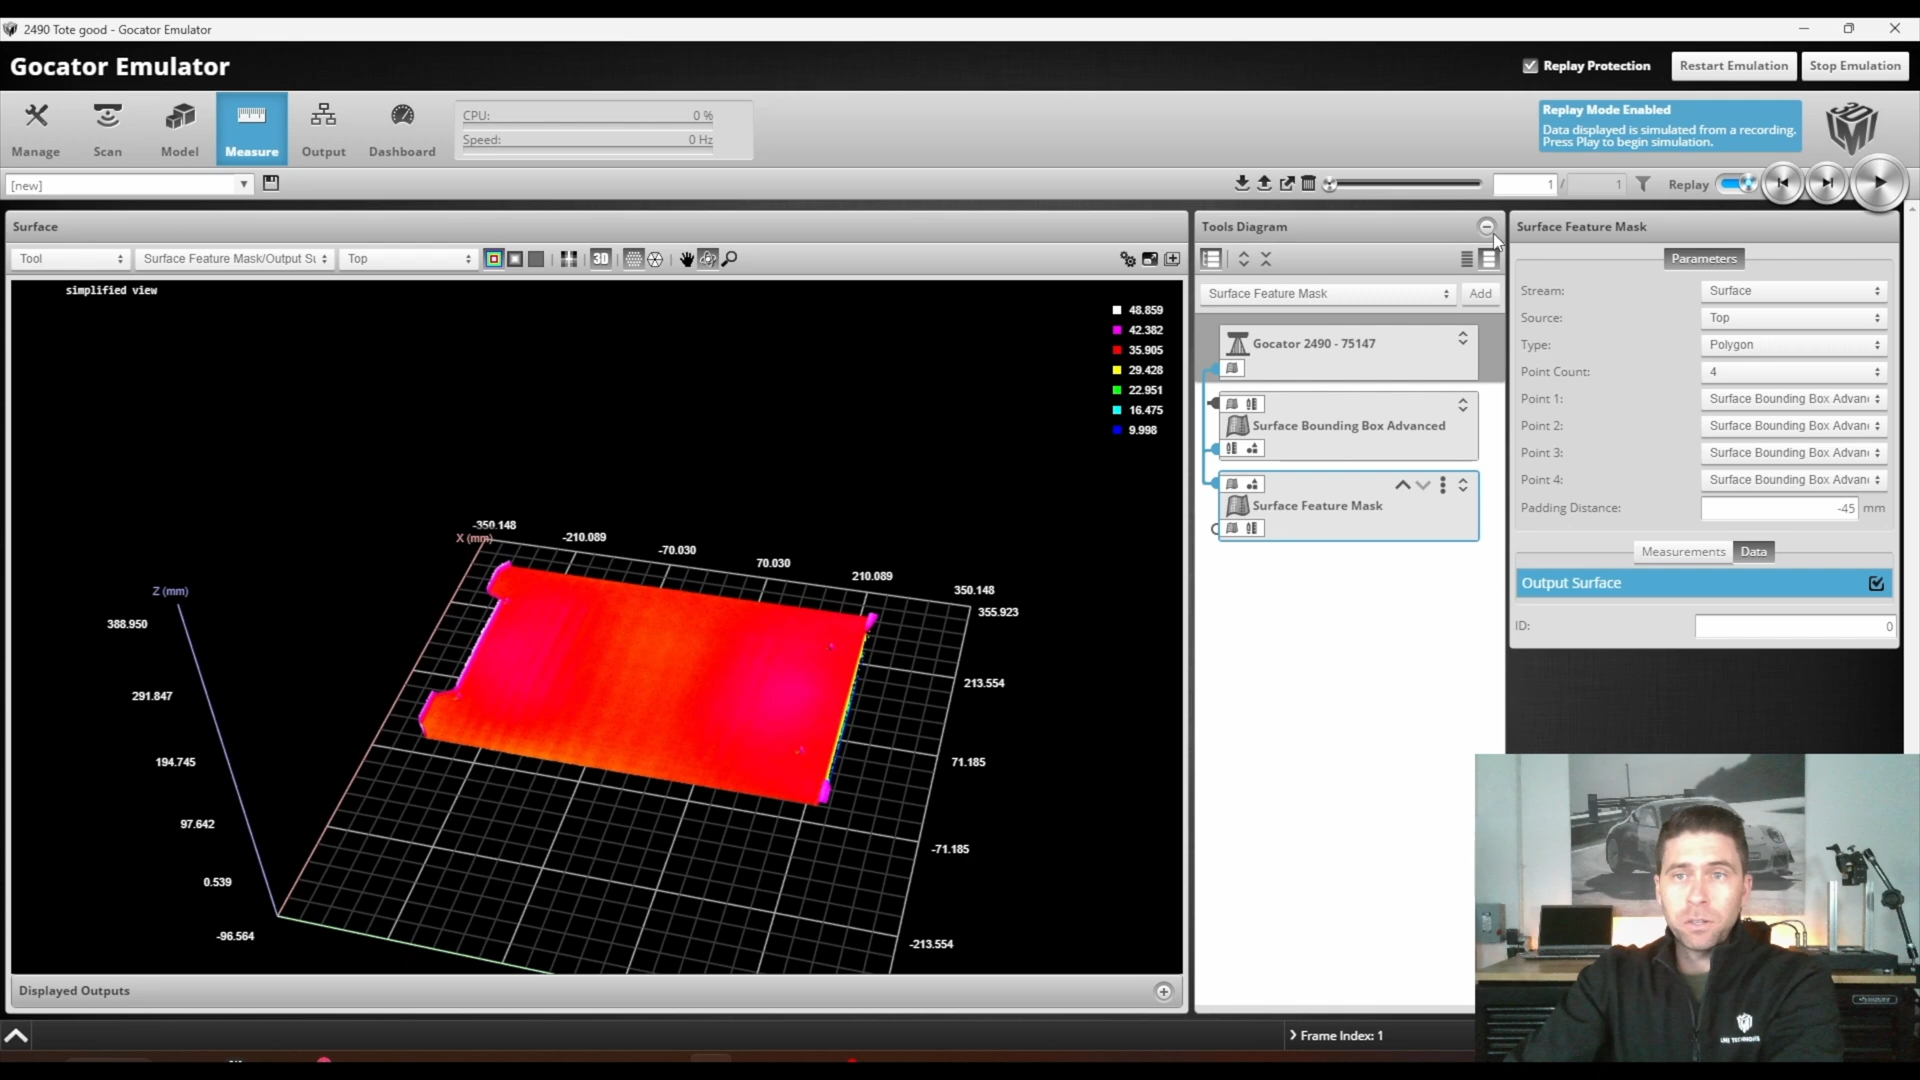 2490 Tote good - Gocator Emulator
Gocator Emulator
Replay Protection
Restart Emulation
Stop Emulation
Manage
Scan
Model
Measure
Output
Dashboard
CPU: 0 %
Speed: 0 Hz
Replay Mode Enabled
Data displayed is simulated from a recording.
Press Play to begin simulation.
[new]
1 / 1
Replay
Surface
Tool
Surface Feature Mask/Output Su
Top
3D
simplified view
48.859
42.382
35.905
29.428
22.951
16.475
9.998
-350.148
X (mm)
-210.089
-70.030
70.030
210.089
350.148
355.923
Z (mm)
388.950
291.847
194.745
97.642
0.539
-96.564
213.554
71.185
-71.185
-213.554
Displayed Outputs
Frame Index: 1
Tools Diagram
Surface Feature Mask
Add
Gocator 2490 - 75147
Surface Bounding Box Advanced
Surface Feature Mask
Surface Feature Mask
Parameters
Stream: Surface
Source: Top
Type: Polygon
Point Count: 4
Point 1: Surface Bounding Box Advan
Point 2: Surface Bounding Box Advan
Point 3: Surface Bounding Box Advan
Point 4: Surface Bounding Box Advan
Padding Distance: -45 mm
Measurements
Data
Output Surface
ID: 0
LMI TECHNOLOGIES